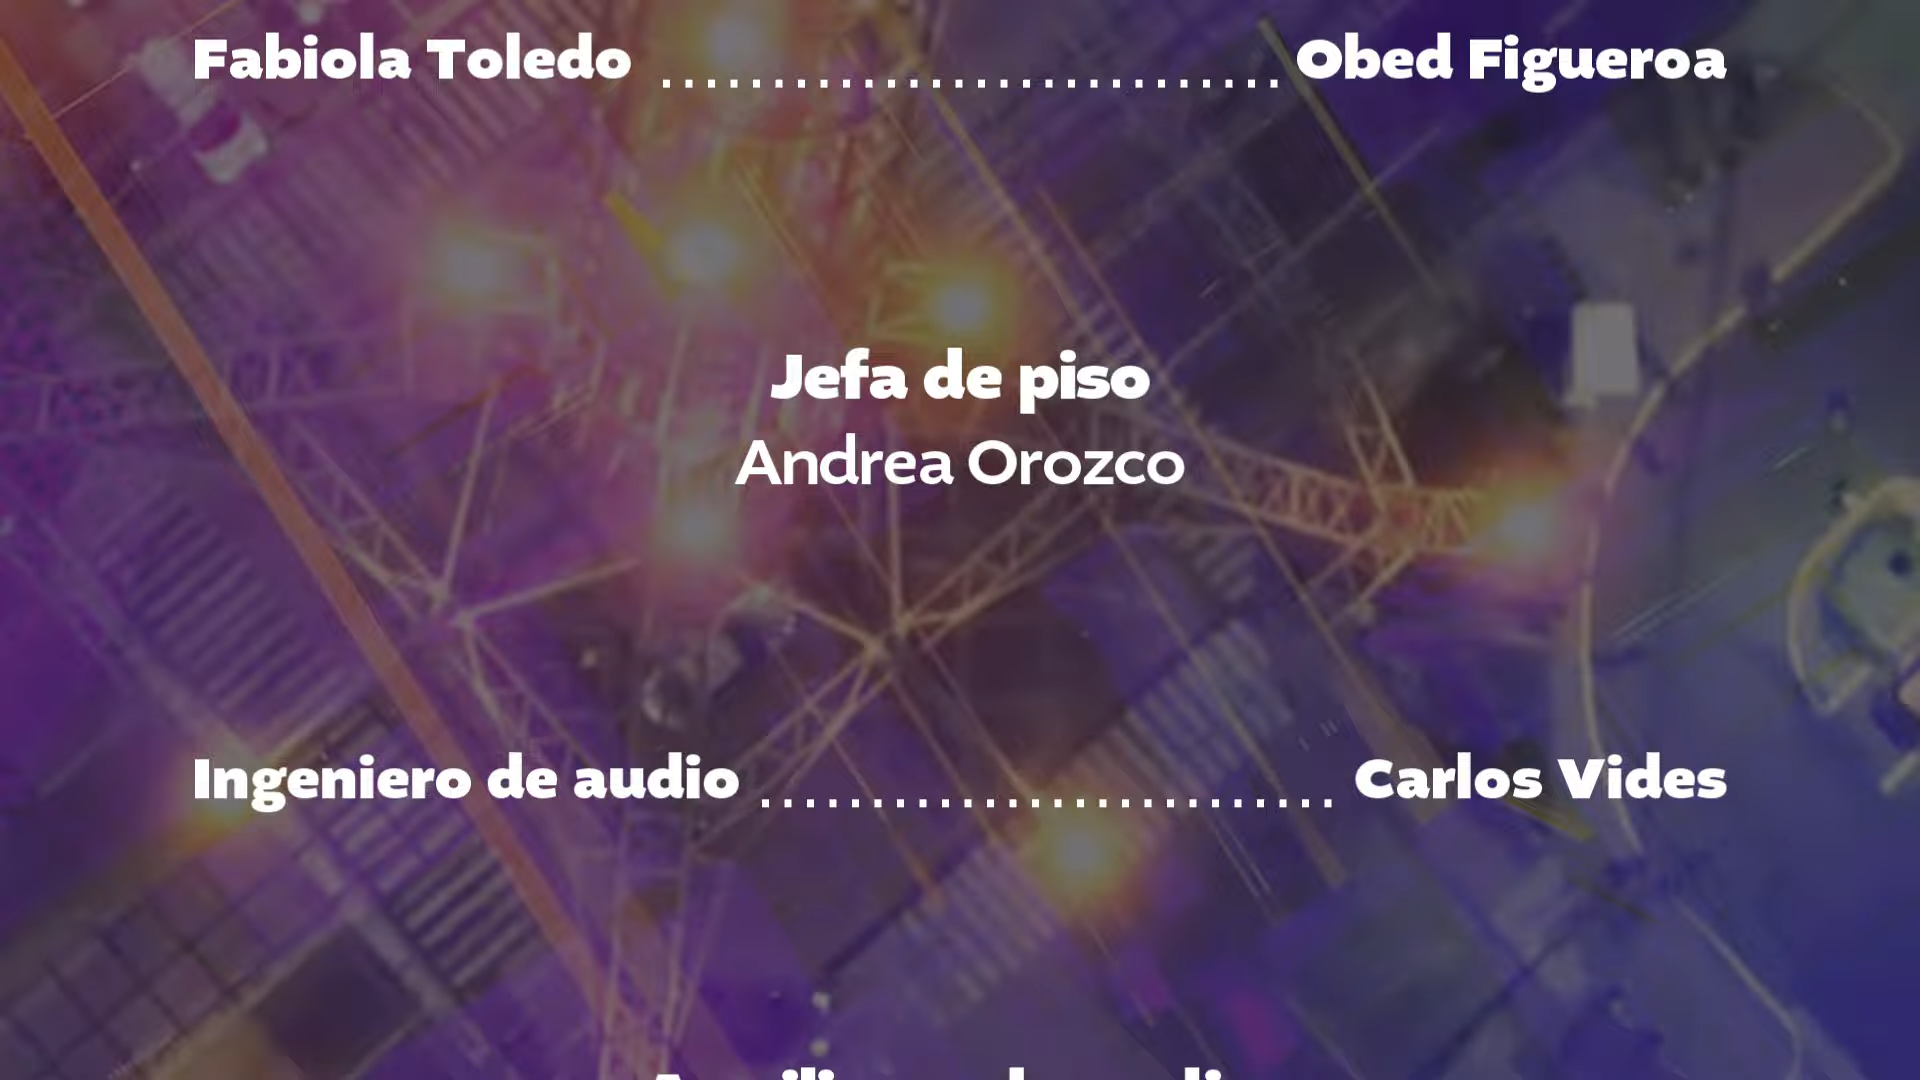 Fabiola Toledo ............................ Obed Figueroa
Jefa de piso
Andrea Orozco
Ingeniero de audio .......................... Carlos Vides